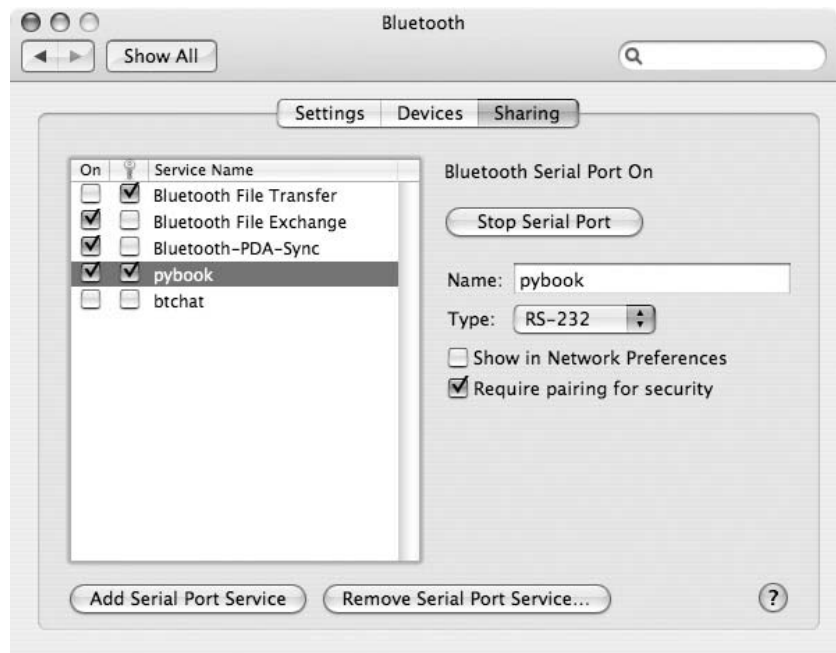 Bluetooth
Show All
Settings Devices Sharing
On Service Name
Bluetooth File Transfer
Bluetooth File Exchange
Bluetooth-PDA-Sync
pybook
btchat
Bluetooth Serial Port On
Stop Serial Port
Name: pybook
Type: RS-232
Show in Network Preferences
Require pairing for security
Add Serial Port Service Remove Serial Port Service... ?